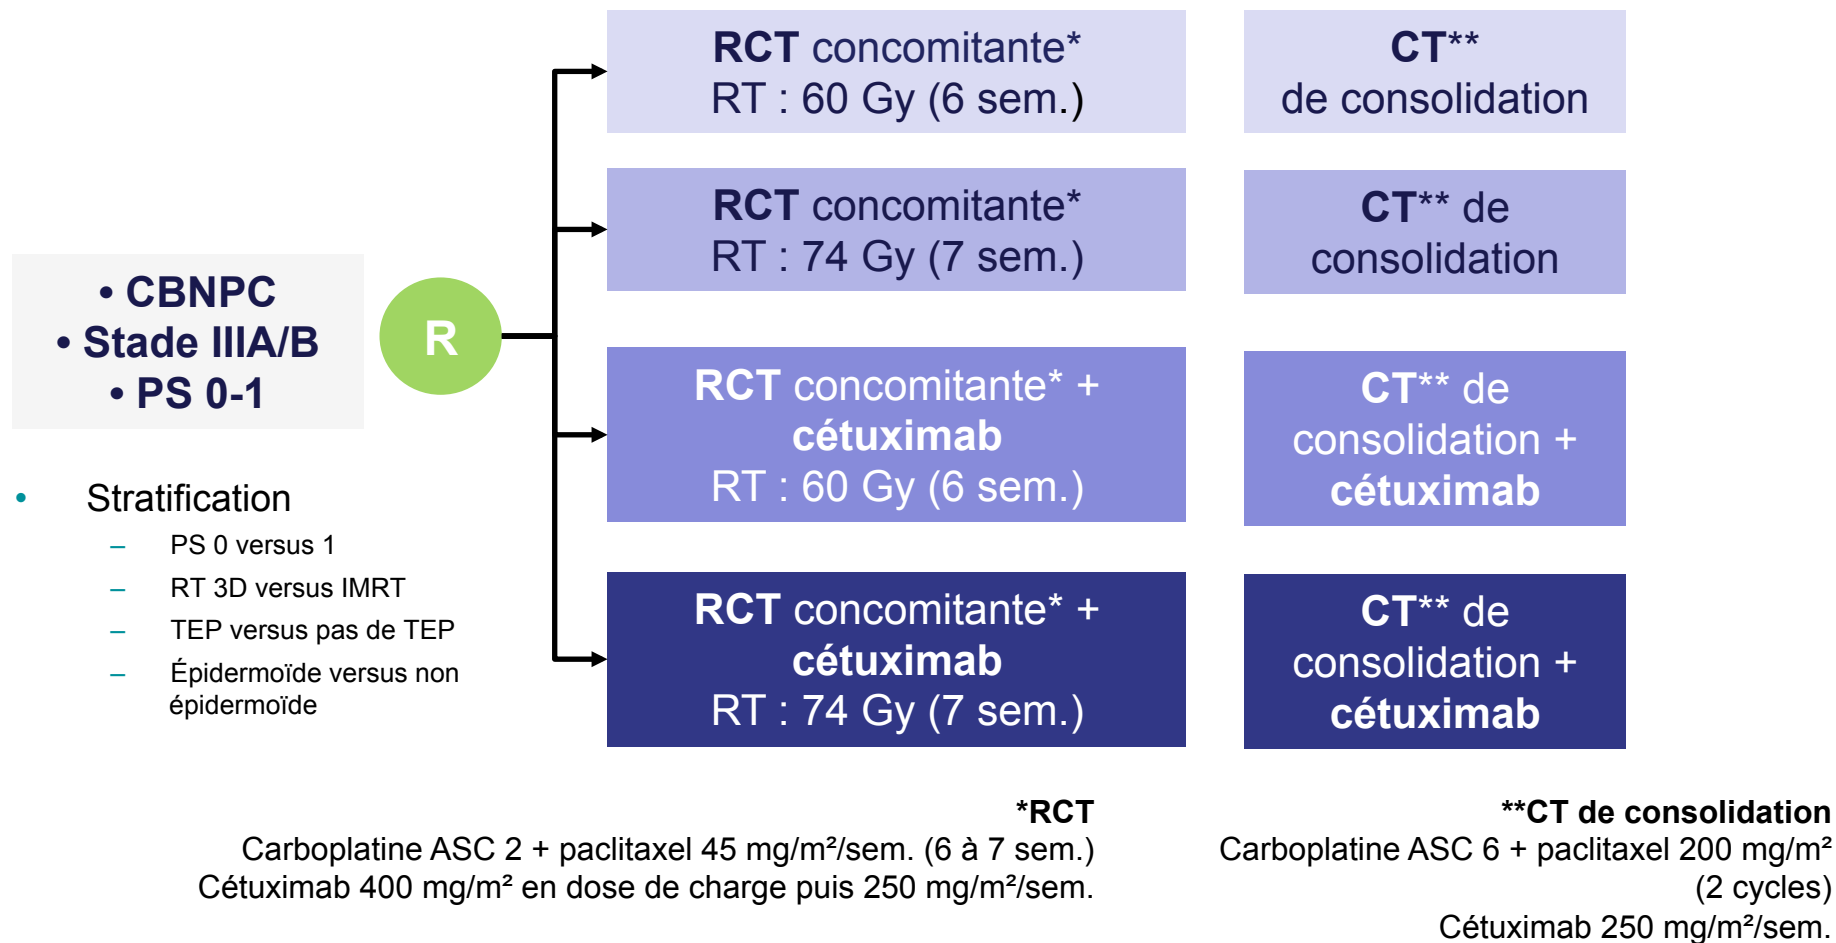 RCT concomitante*
RT : 60 Gy (6 sem.)
CT**
de consolidation
RCT concomitante*
RT : 74 Gy (7 sem.)
CT** de
consolidation
• CBNPC
• Stade IIIA/B
• PS 0-1
R
RCT concomitante* +
cétuximab
RT : 60 Gy (6 sem.)
CT** de
consolidation +
cétuximab
• Stratification
– PS 0 versus 1
– RT 3D versus IMRT
– TEP versus pas de TEP
– Épidermoïde versus non
épidermoïde
RCT concomitante* +
cétuximab
RT : 74 Gy (7 sem.)
CT** de
consolidation +
cétuximab
*RCT
Carboplatine ASC 2 + paclitaxel 45 mg/m²/sem. (6 à 7 sem.)
Cétuximab 400 mg/m² en dose de charge puis 250 mg/m²/sem.
**CT de consolidation
Carboplatine ASC 6 + paclitaxel 200 mg/m²
(2 cycles)
Cétuximab 250 mg/m²/sem.